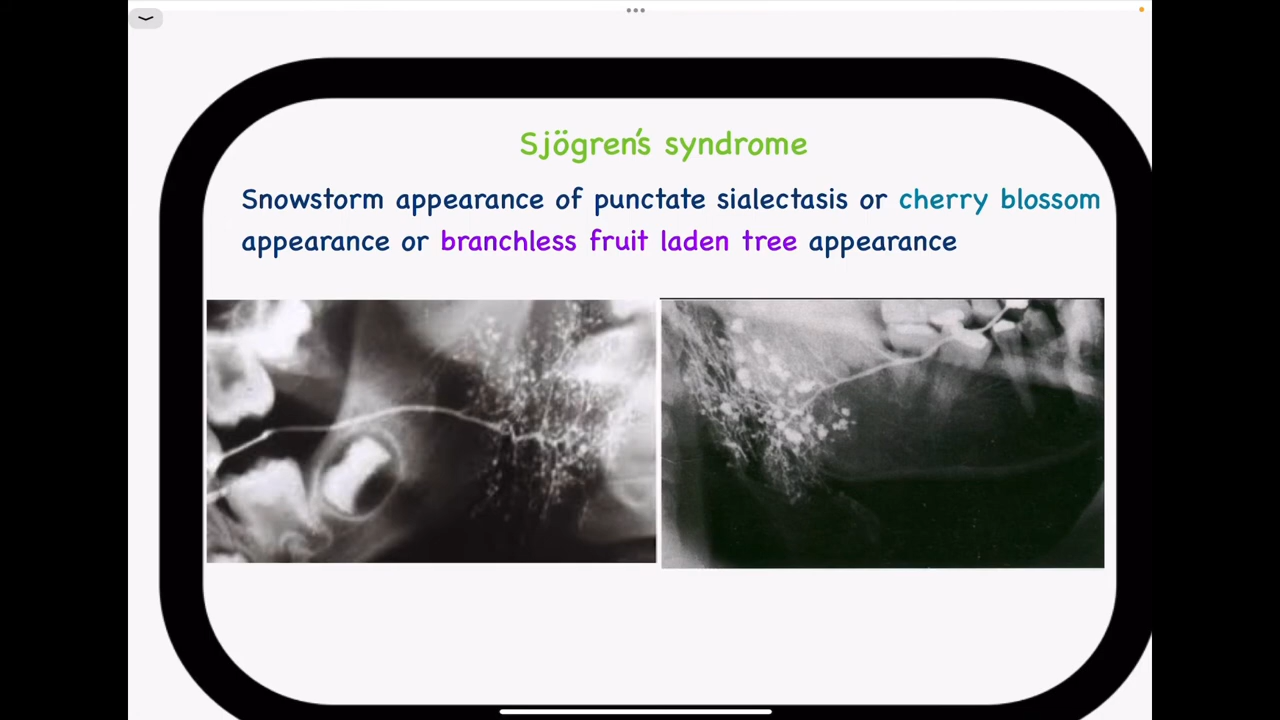 Sjögren's syndrome
Snowstorm appearance of punctate sialectasis or cherry blossom
appearance or branchless fruit laden tree appearance